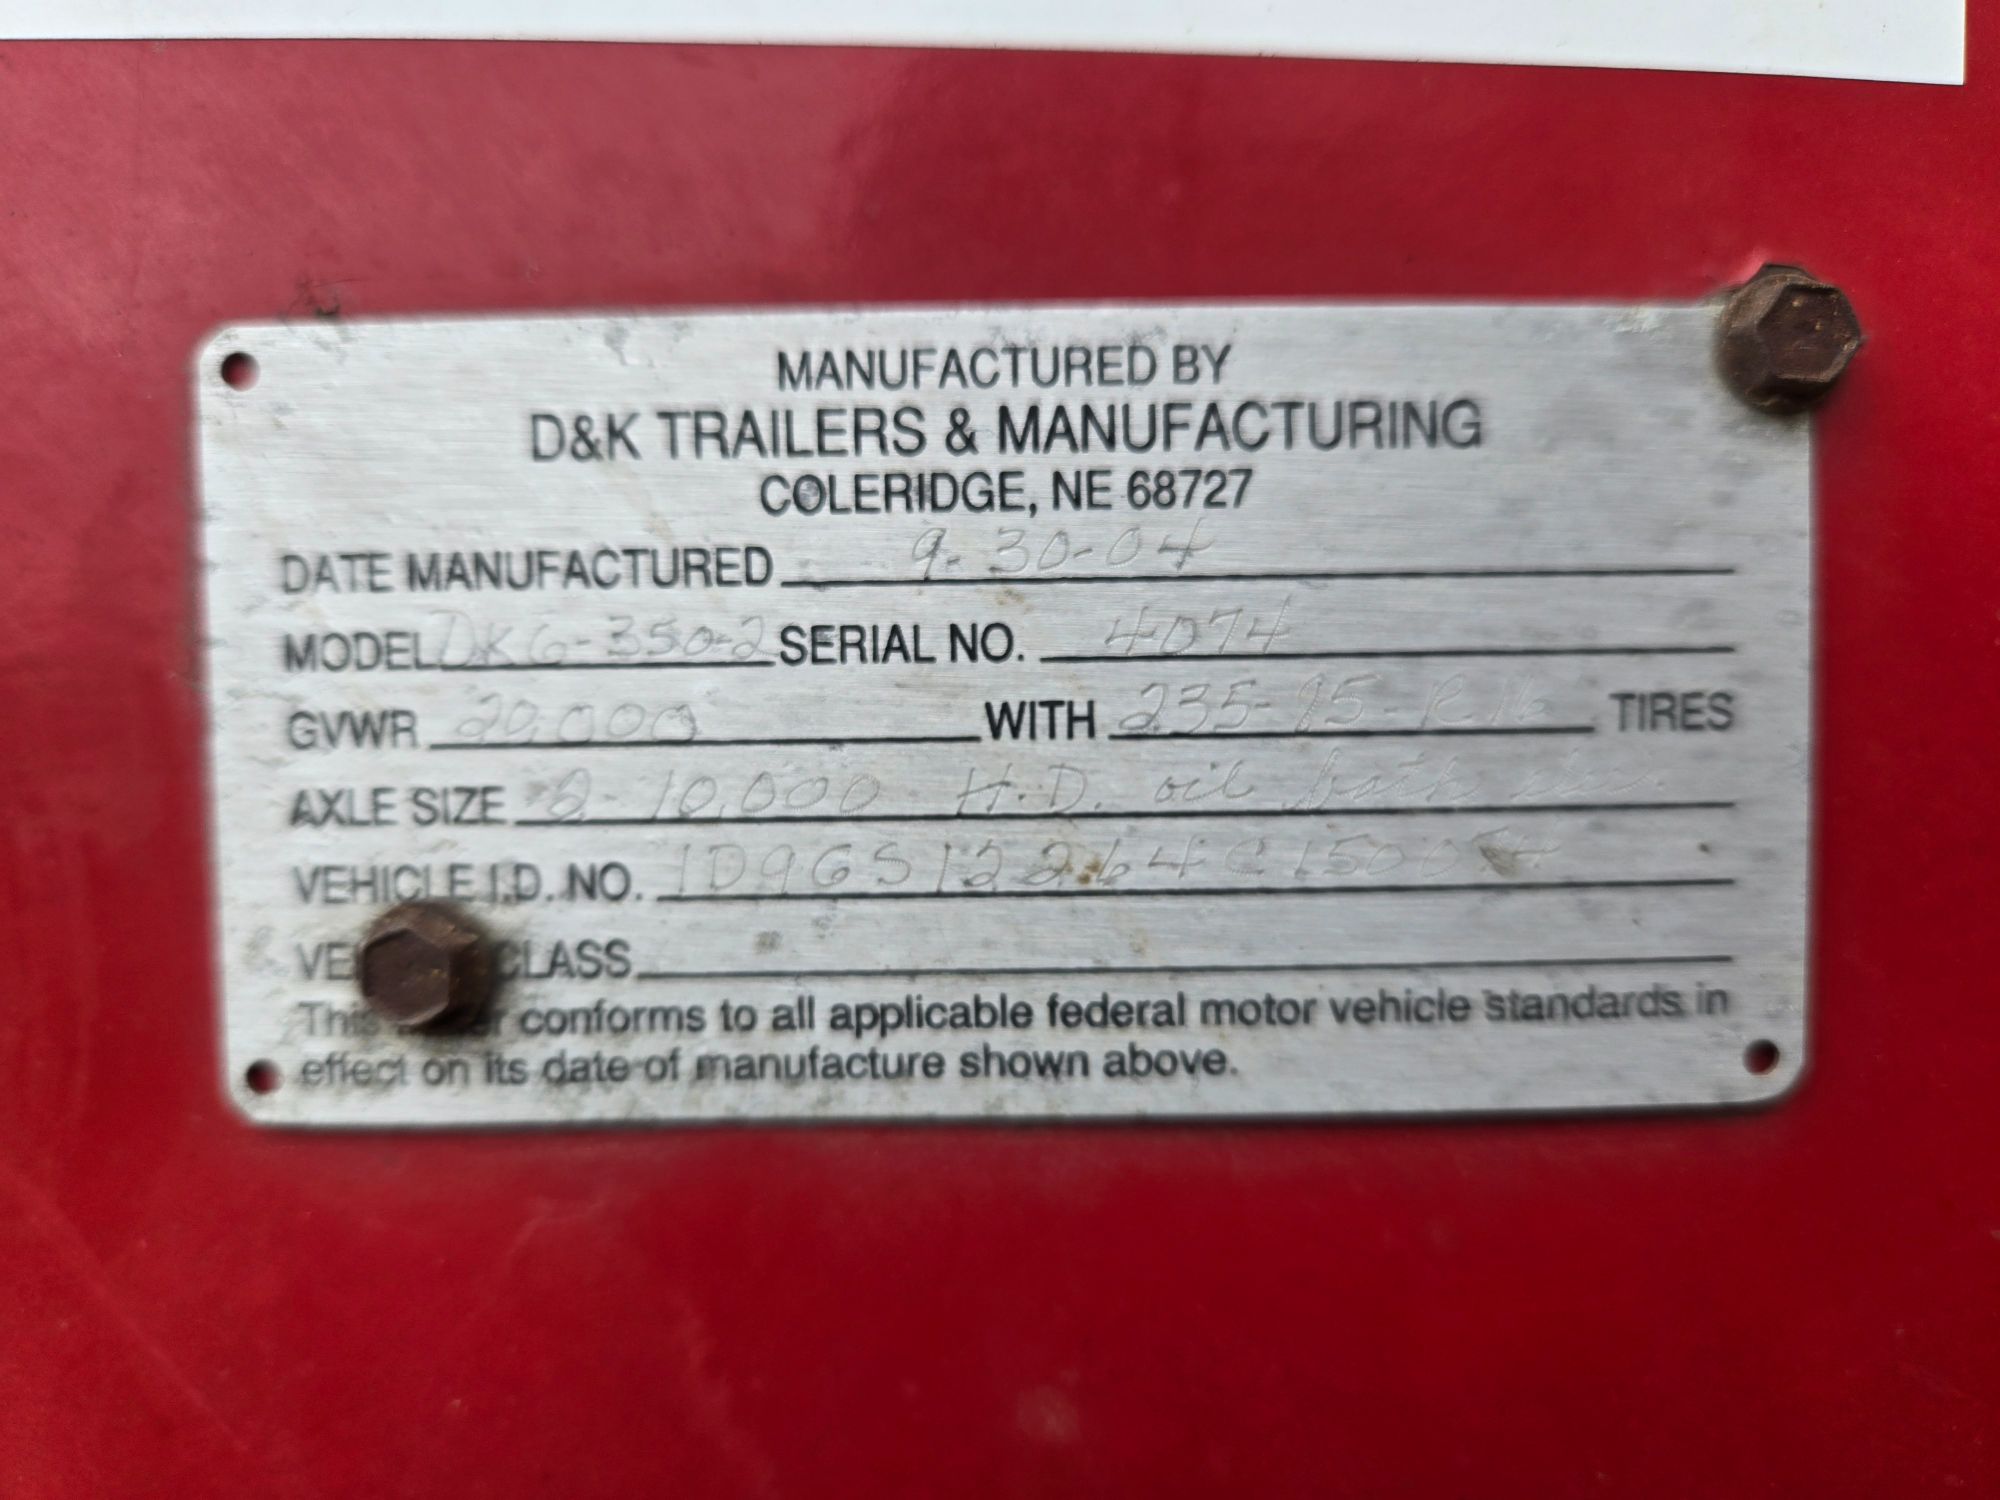 MANUFACTURED BY
D&K TRAILERS & MANUFACTURING
COLERIDGE, NE 68727
DATE MANUFACTURED 9-30-04
MODEL DKG-350-2 SERIAL NO. 4074
GVWR 20,000 WITH 235-85-R16 TIRES
AXLE SIZE 2-10,000 H.D. oil bath elec.
VEHICLE I.D. NO.
CLASS
conforms to all applicable federal motor vehicle standards in
effect on its date of manufacture shown above.